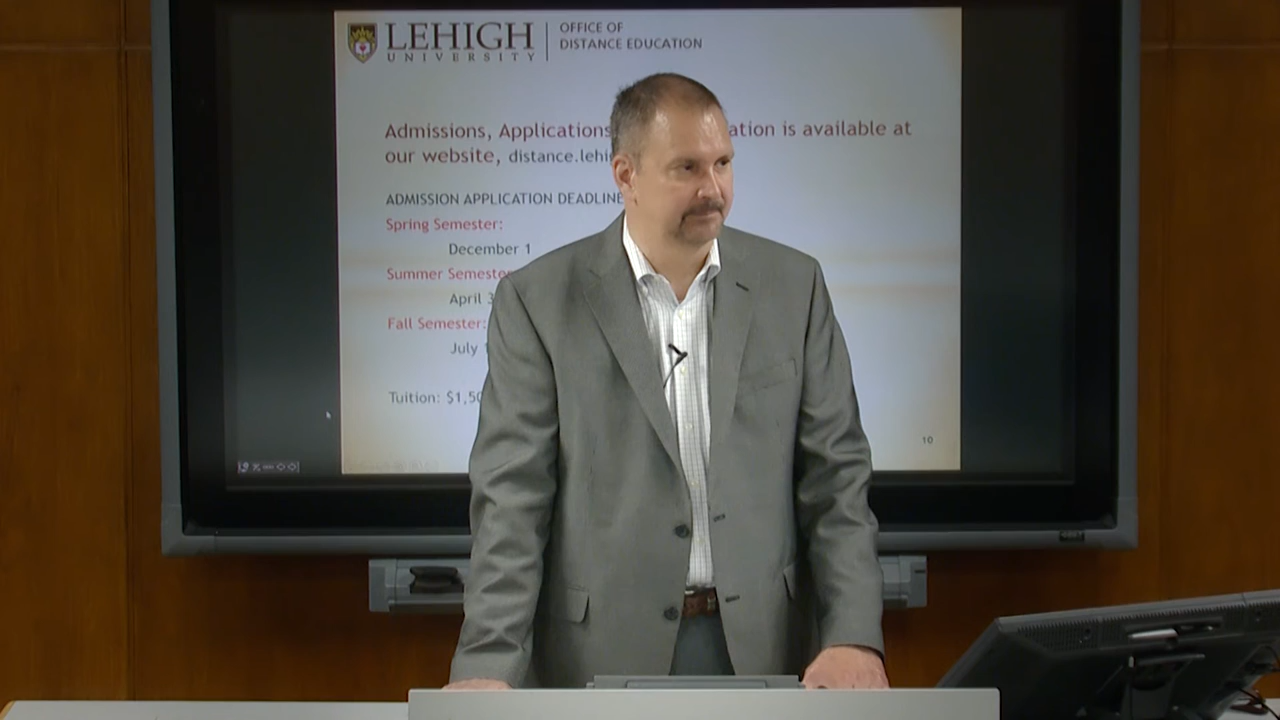 LEHIGH
UNIVERSITY
OFFICE OF
DISTANCE EDUCATION
Admissions, Applications ation is available at
our website, distance.lehi
ADMISSION APPLICATION DEADLINE
Spring Semester:
December 1
Summer Semeste
April 3
Fall Semester:
July
Tuition: $1,50
10